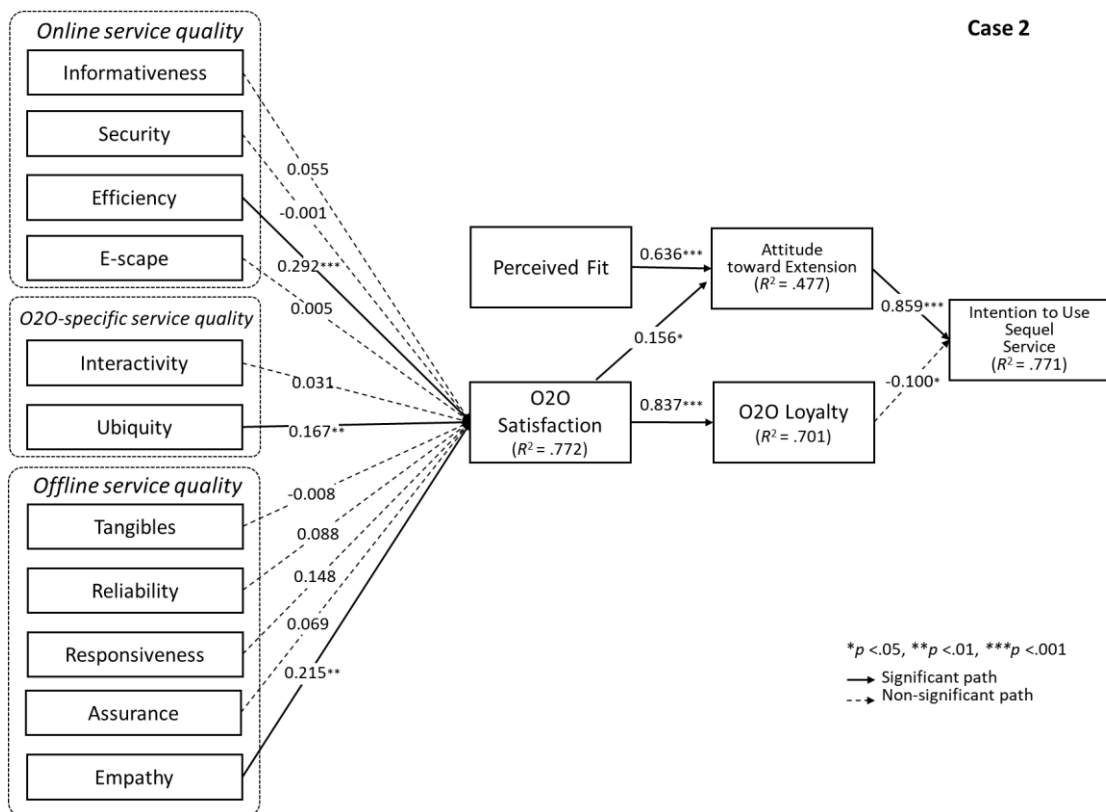 Case 2
Online service quality
Informativeness
Security
Efficiency
E-scape
0.055
-0.001
0.292***
0.005
O2O-specific service quality
Interactivity
Ubiquity
0.031
0.167**
Offline service quality
Tangibles
Reliability
Responsiveness
Assurance
Empathy
-0.008
0.088
0.148
0.069
0.215**
Perceived Fit
0.636***
Attitude
toward Extension
(R² = .477)
0.859***
Intention to Use
Sequel
Service
(R² = .771)
0.156*
-0.100*
O2O
Satisfaction
(R² = .772)
0.837***
O2O Loyalty
(R² = .701)
*p <.05, **p <.01, ***p <.001
Significant path
Non-significant path